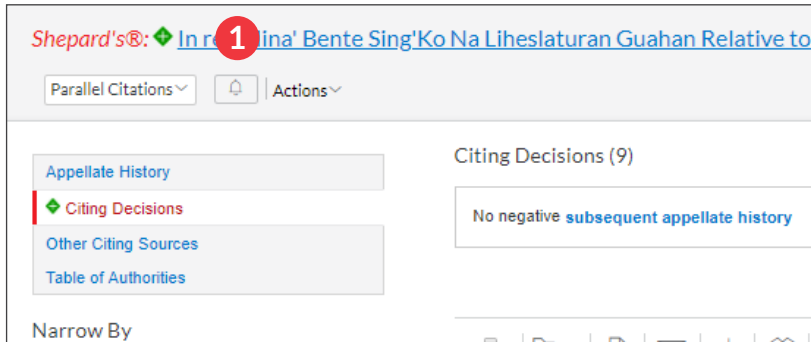 Shepard's®: In re 1 ina' Bente Sing'Ko Na Liheslaturan Guahan Relative to
Parallel Citations Actions
Appellate History
Citing Decisions
Other Citing Sources
Table of Authorities
Narrow By
Citing Decisions (9)
No negative subsequent appellate history